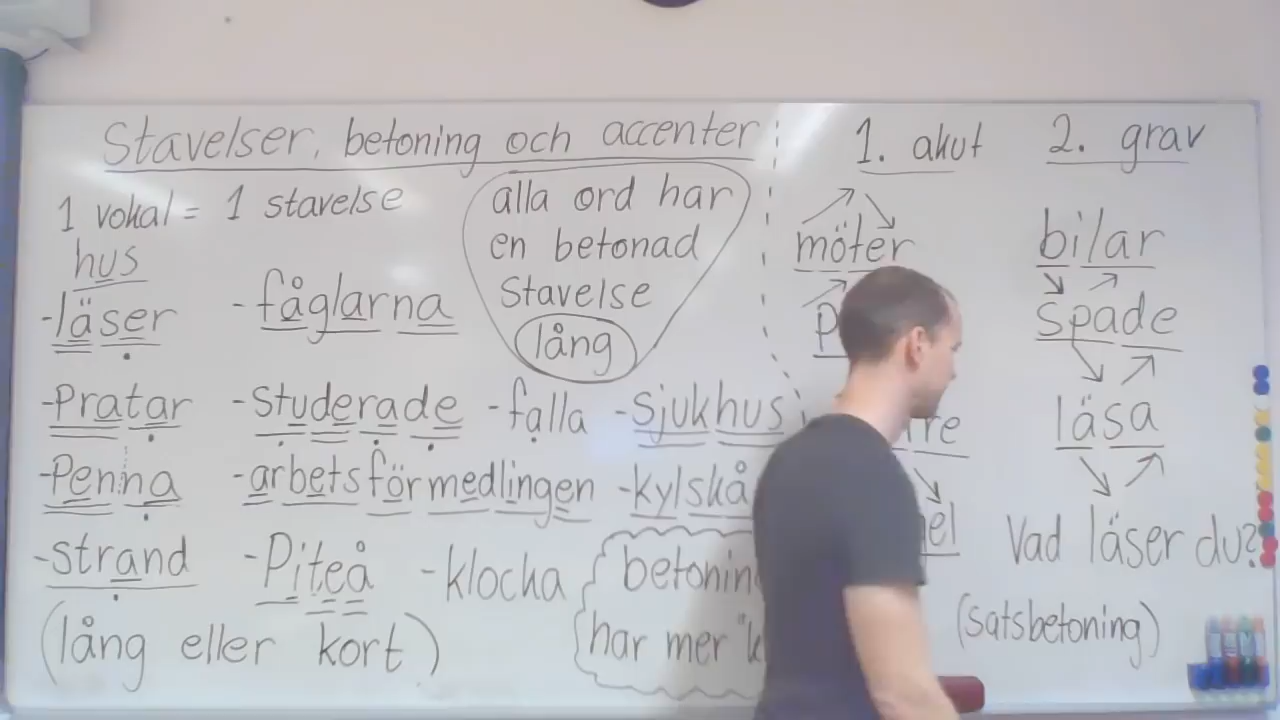 Stavelser, betoning och accenter
1 vokal = 1 stavelse
hus
-läser
-fåglarna
alla ord har
en betonad
stavelse
lång
-Pratar
-studerade
-falla
-sjukhus
-Penna
-arbetsförmedlingen
-strand
-Piteå
-klocka
(lång eller kort)
har mer
1. akut
möter
2. grav
bilar
spade
läsa
Vad läser du?
(satsbetoning)